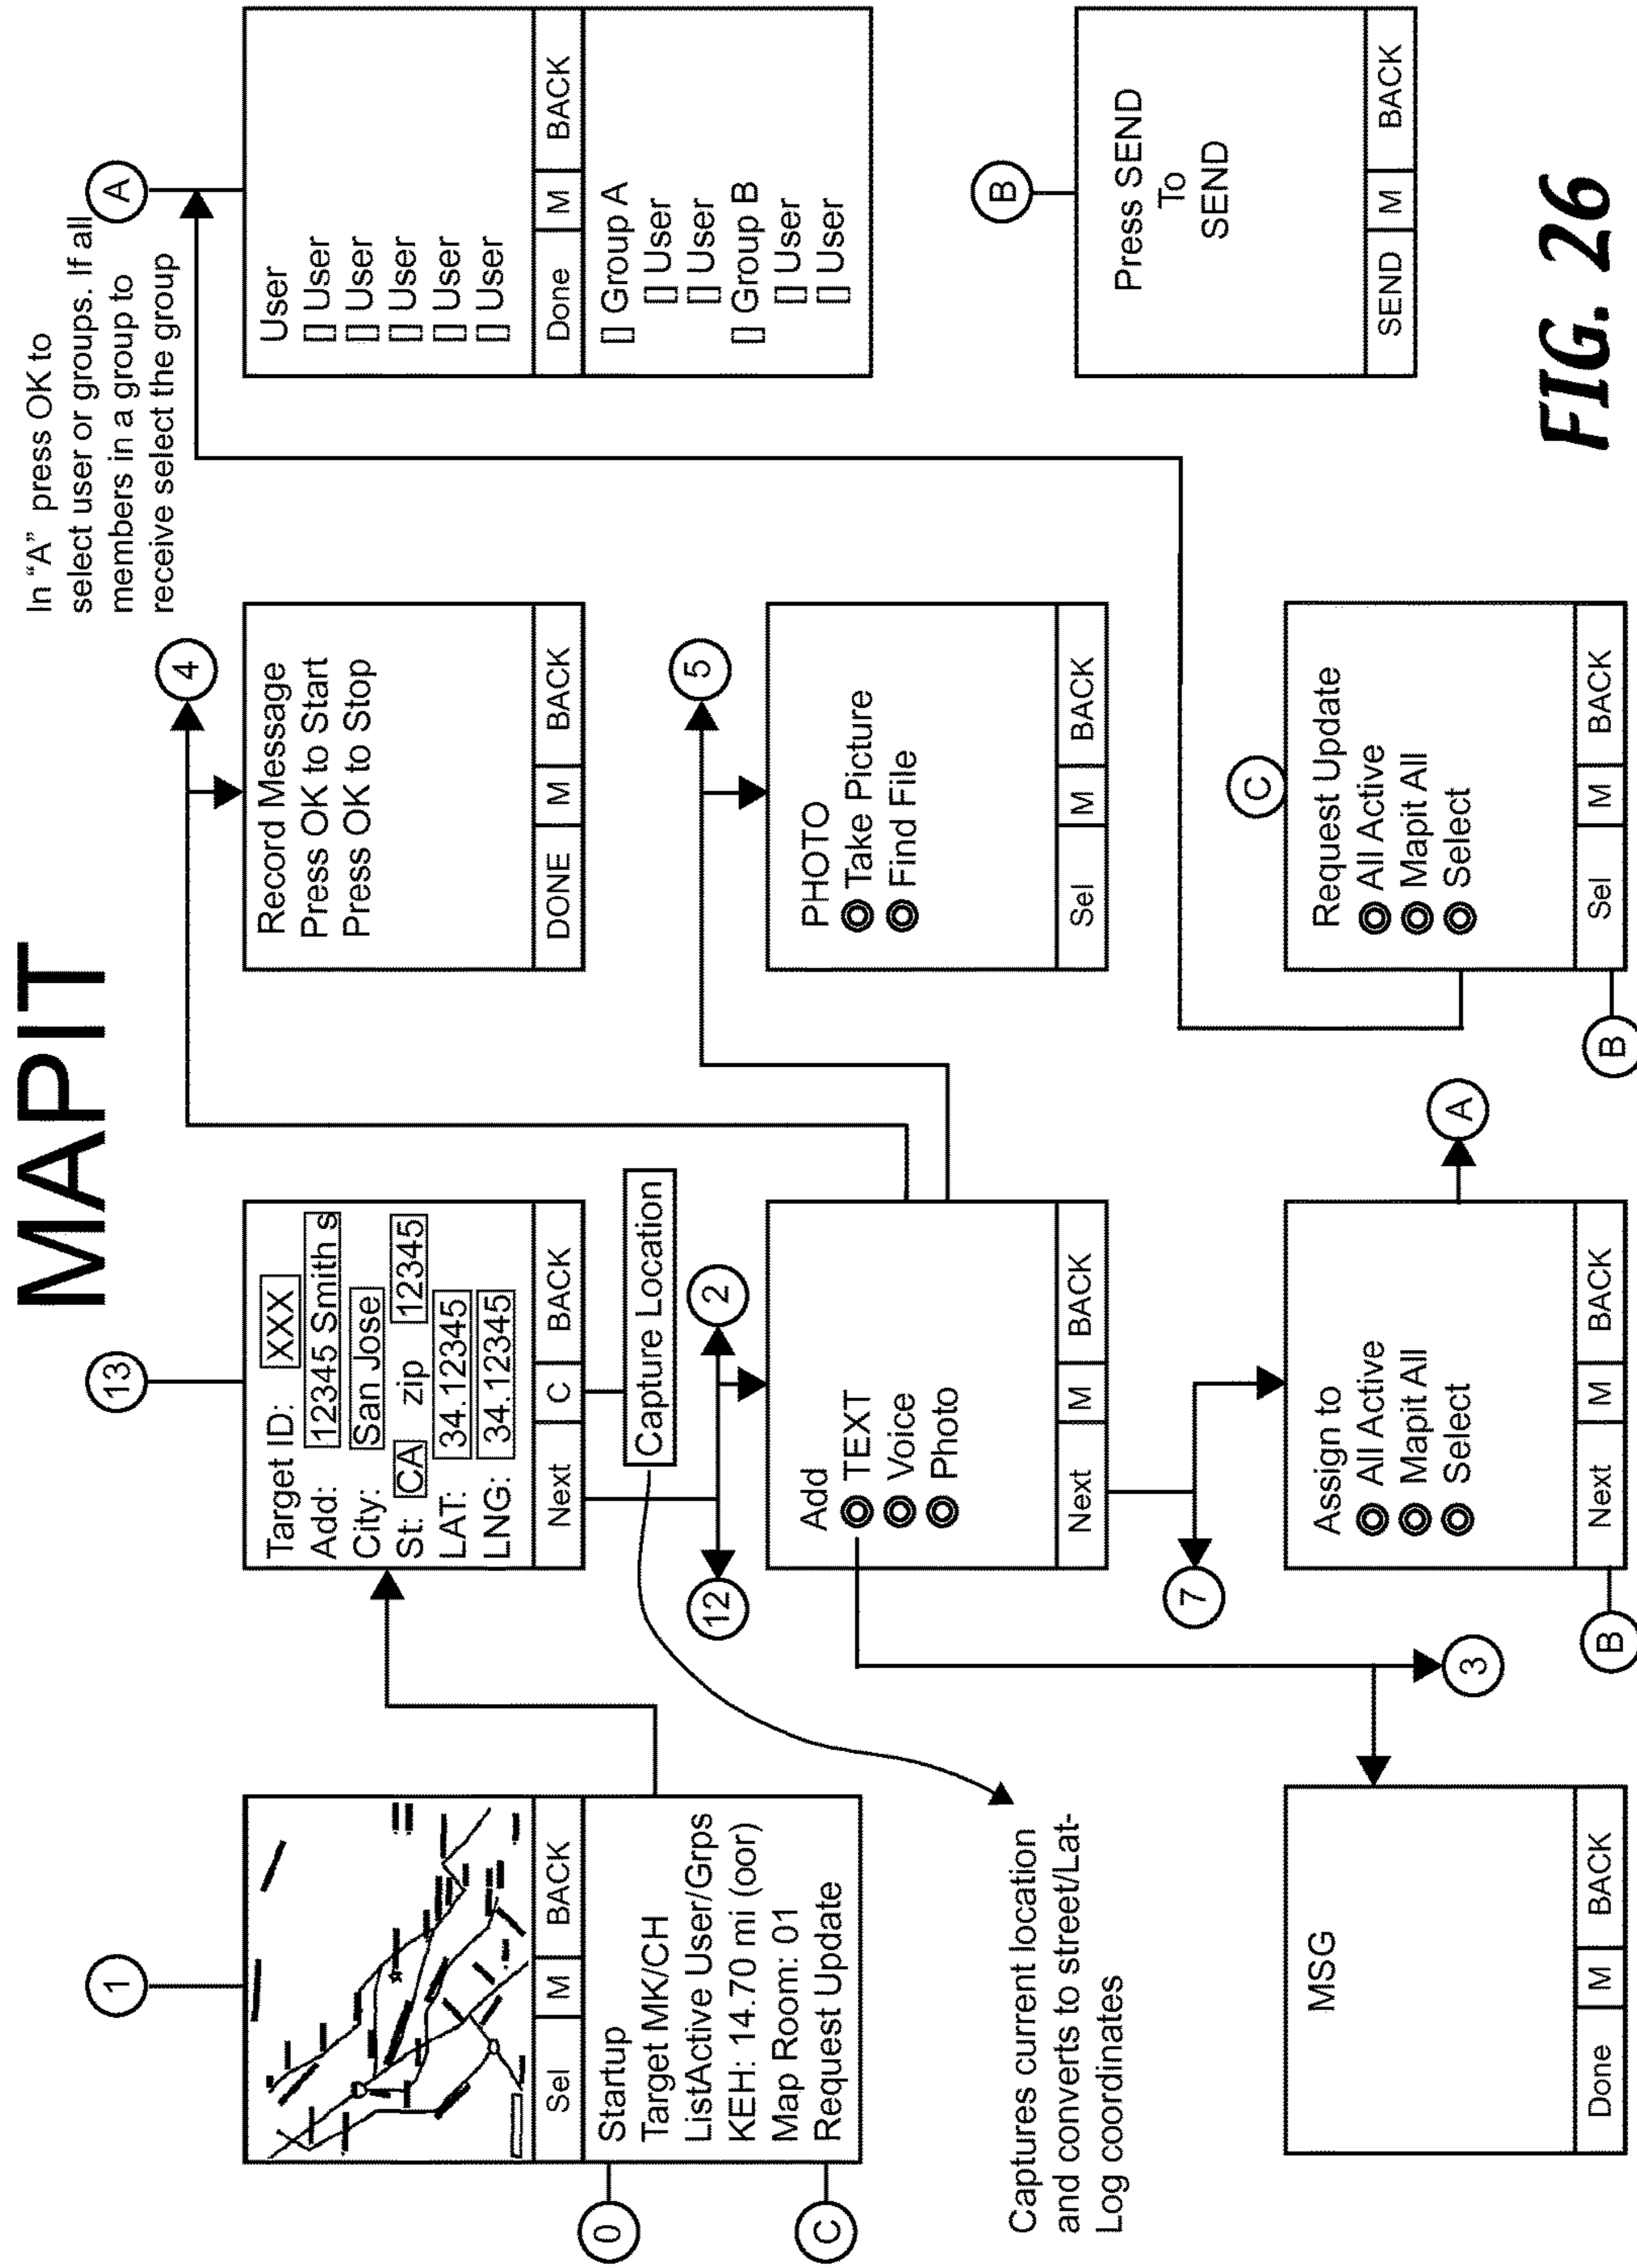 MAPIT
1
Sel M BACK
0
Startup
Target MK/CH
ListActive User/Grps
KEH: 14.70 mi (oor)
Map Room: 01
Request Update
C
Captures current location
and converts to street/Lat-
Log coordinates
MSG
Done M BACK
13
Target ID: XXX
Add: 12345 Smith s
City: San Jose
St: CA zip 12345
LAT: 34.12345
LNG: 34.12345
Next C BACK
Capture Location
12
2
Add
TEXT
Voice
Photo
Next M BACK
7
3
Assign to
All Active
Mapit All
Select
Next M BACK
B
A
4
Record Message
Press OK to Start
Press OK to Stop
DONE M BACK
5
PHOTO
Take Picture
Find File
Sel M BACK
C
Request Update
All Active
Mapit All
Select
Sel M BACK
B
In “A” press OK to
select user or groups. If all
members in a group to
receive select the group
A
User
[] User
[] User
[] User
[] User
[] User
Done M BACK
[] Group A
[] User
[] User
[] Group B
[] User
[] User
B
Press SEND
To
SEND
SEND M BACK
FIG. 26